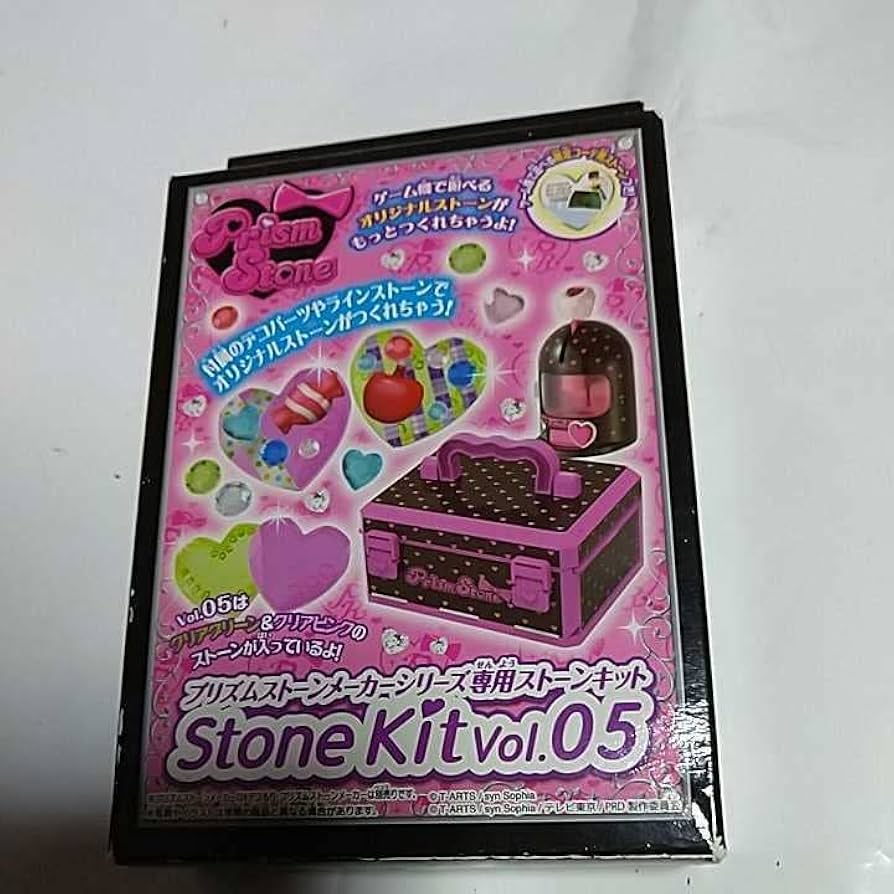 Prism
Stone
ゲーム機で遊べる
オリジナルストーンが
もっとつくれちゃうよ!
付属のデコパーツやラインストーンで
オリジナルストーンがつくれちゃう!
Prism Stone
Vol.05は
クリアグリーン&クリアピンクの
ストーンが入っているよ!
プリズムストーンメーカーシリーズ専用ストーンキット
Stone Kit Vol.05
©T-ARTS / syn Sophia
©T-ARTS / syn Sophia / テレビ東京 / PRD 製作委員会